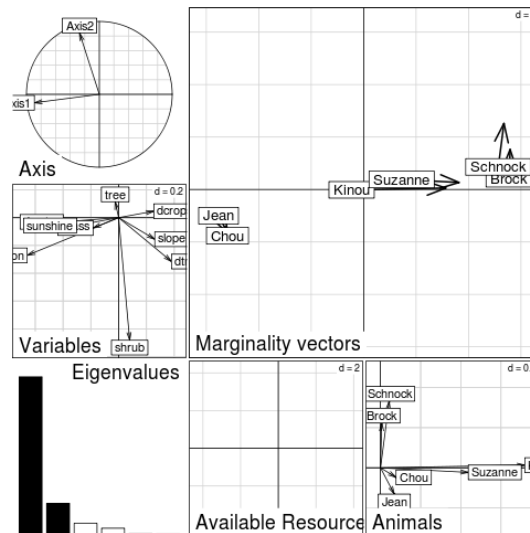 Axis2
xis1
Axis
d =
Schnock
Brock
Suzanne
Kinou
Jean
Chou
Marginality vectors
tree
d = 0.2
dcrop
sunshine
ss
slope
on
dt
shrub
Variables
Eigenvalues
d = 2
Available Resource
d = 0.
Schnock
Brock
Chou
Suzanne
Jean
Animals